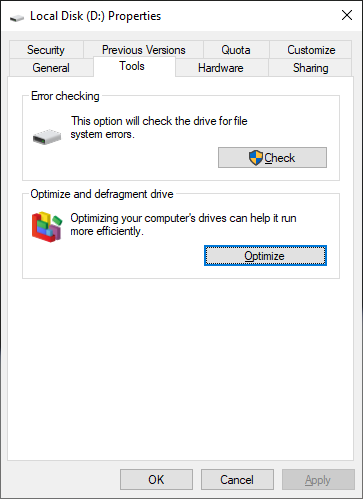 Local Disk (D:) Properties
Security Previous Versions Quota Customize
General Tools Hardware Sharing
Error checking
This option will check the drive for file
system errors.
Check
Optimize and defragment drive
Optimizing your computer's drives can help it run
more efficiently.
Optimize
OK Cancel Apply